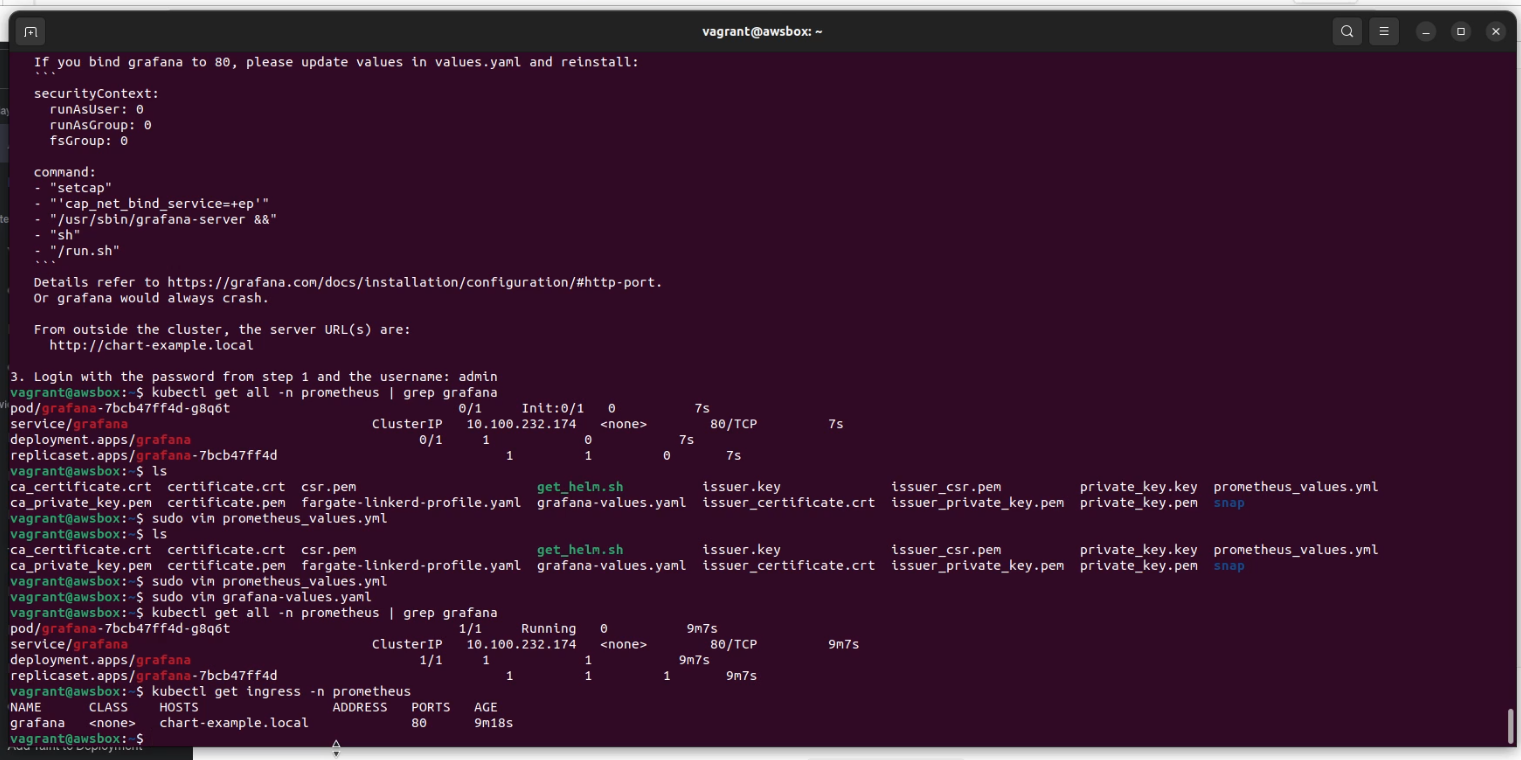 vagrant@awsbox: ~
If you bind grafana to 80, please update values in values.yaml and reinstall:
```
securityContext:
  runAsUser: 0
  runAsGroup: 0
  fsGroup: 0

command:
- "setcap"
- "'cap_net_bind_service=+ep'"
- "/usr/sbin/grafana-server &&"
- "sh"
- "/run.sh"
```
Details refer to https://grafana.com/docs/installation/configuration/#http-port.
Or grafana would always crash.

From outside the cluster, the server URL(s) are:
  http://chart-example.local

3. Login with the password from step 1 and the username: admin
vagrant@awsbox:~$ kubectl get all -n prometheus | grep grafana
pod/grafana-7bcb47ff4d-g8q6t 0/1 Init:0/1 0 7s
service/grafana ClusterIP 10.100.232.174 <none> 80/TCP 7s
deployment.apps/grafana 0/1 1 0 7s
replicaset.apps/grafana-7bcb47ff4d 1 1 0 7s
vagrant@awsbox:~$ ls
ca_certificate.crt certificate.crt csr.pem get_helm.sh issuer.key issuer_csr.pem private_key.key prometheus_values.yml
ca_private_key.pem certificate.pem fargate-linkerd-profile.yaml grafana-values.yaml issuer_certificate.crt issuer_private_key.pem private_key.pem snap
vagrant@awsbox:~$ sudo vim prometheus_values.yml
vagrant@awsbox:~$ ls
ca_certificate.crt certificate.crt csr.pem get_helm.sh issuer.key issuer_csr.pem private_key.key prometheus_values.yml
ca_private_key.pem certificate.pem fargate-linkerd-profile.yaml grafana-values.yaml issuer_certificate.crt issuer_private_key.pem private_key.pem snap
vagrant@awsbox:~$ sudo vim prometheus_values.yml
vagrant@awsbox:~$ sudo vim grafana-values.yaml
vagrant@awsbox:~$ kubectl get all -n prometheus | grep grafana
pod/grafana-7bcb47ff4d-g8q6t 1/1 Running 0 9m7s
service/grafana ClusterIP 10.100.232.174 <none> 80/TCP 9m7s
deployment.apps/grafana 1/1 1 1 9m7s
replicaset.apps/grafana-7bcb47ff4d 1 1 1 9m7s
vagrant@awsbox:~$ kubectl get ingress -n prometheus
NAME CLASS HOSTS ADDRESS PORTS AGE
grafana <none> chart-example.local 80 9m18s
vagrant@awsbox:~$